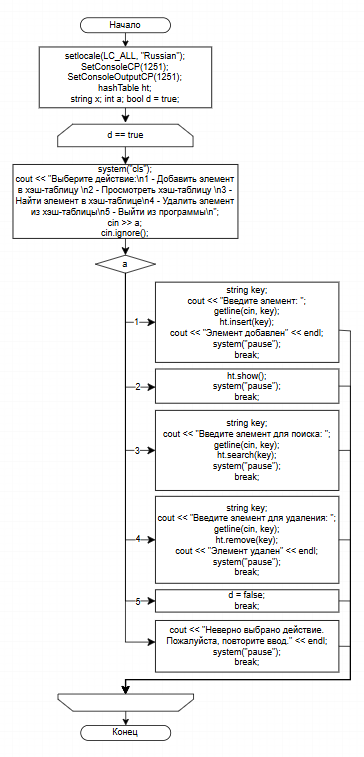 Начало
setlocale(LC_ALL, "Russian");
SetConsoleCP(1251);
SetConsoleOutputCP(1251);
hashTable ht;
string x; int a; bool d = true;
d == true
system("cls");
cout << "Выберите действие:\n1 - Добавить элемент
в хэш-таблицу \n2 - Просмотреть хэш-таблицу \n3 -
Найти элемент в хэш-таблице\n4 - Удалить элемент
из хэш-таблицы\n5 - Выйти из программы\n";
cin >> a;
cin.ignore();
a
1
string key;
cout << "Введите элемент: ";
getline(cin, key);
ht.insert(key);
cout << "Элемент добавлен" << endl;
system("pause");
break;
2
ht.show();
system("pause");
break;
3
string key;
cout << "Введите элемент для поиска: ";
getline(cin, key);
ht.search(key);
system("pause");
break;
4
string key;
cout << "Введите элемент для удаления: ";
getline(cin, key);
ht.remove(key);
cout << "Элемент удален" << endl;
system("pause");
break;
5
d = false;
break;
cout << "Неверно выбрано действие.
Пожалуйста, повторите ввод." << endl;
system("pause");
break;
Конец